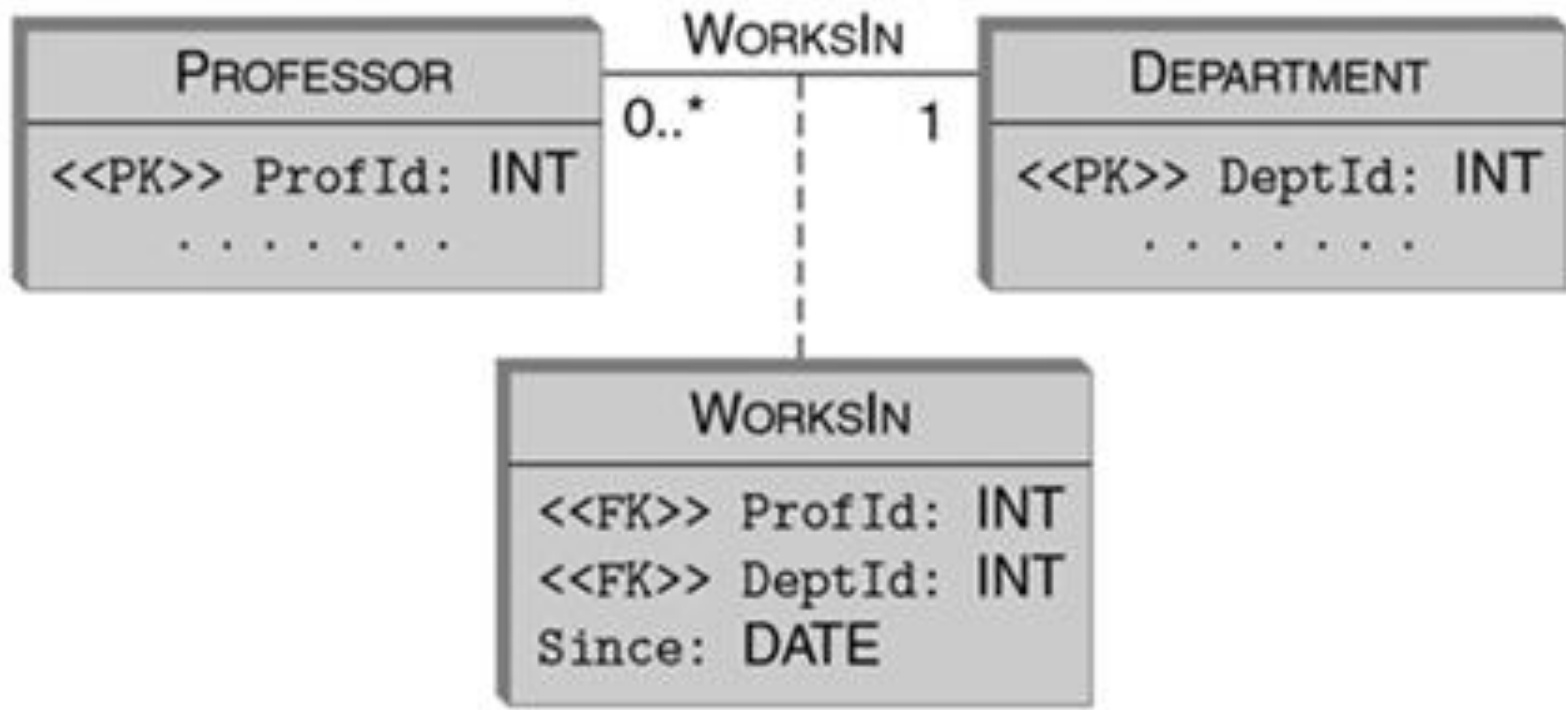 PROFESSOR
<<PK>> ProfId: INT
. . . . . . .
WORKSIN
0..*
1
DEPARTMENT
<<PK>> DeptId: INT
. . . . . . .
WORKSIN
<<FK>> ProfId: INT
<<FK>> DeptId: INT
Since: DATE